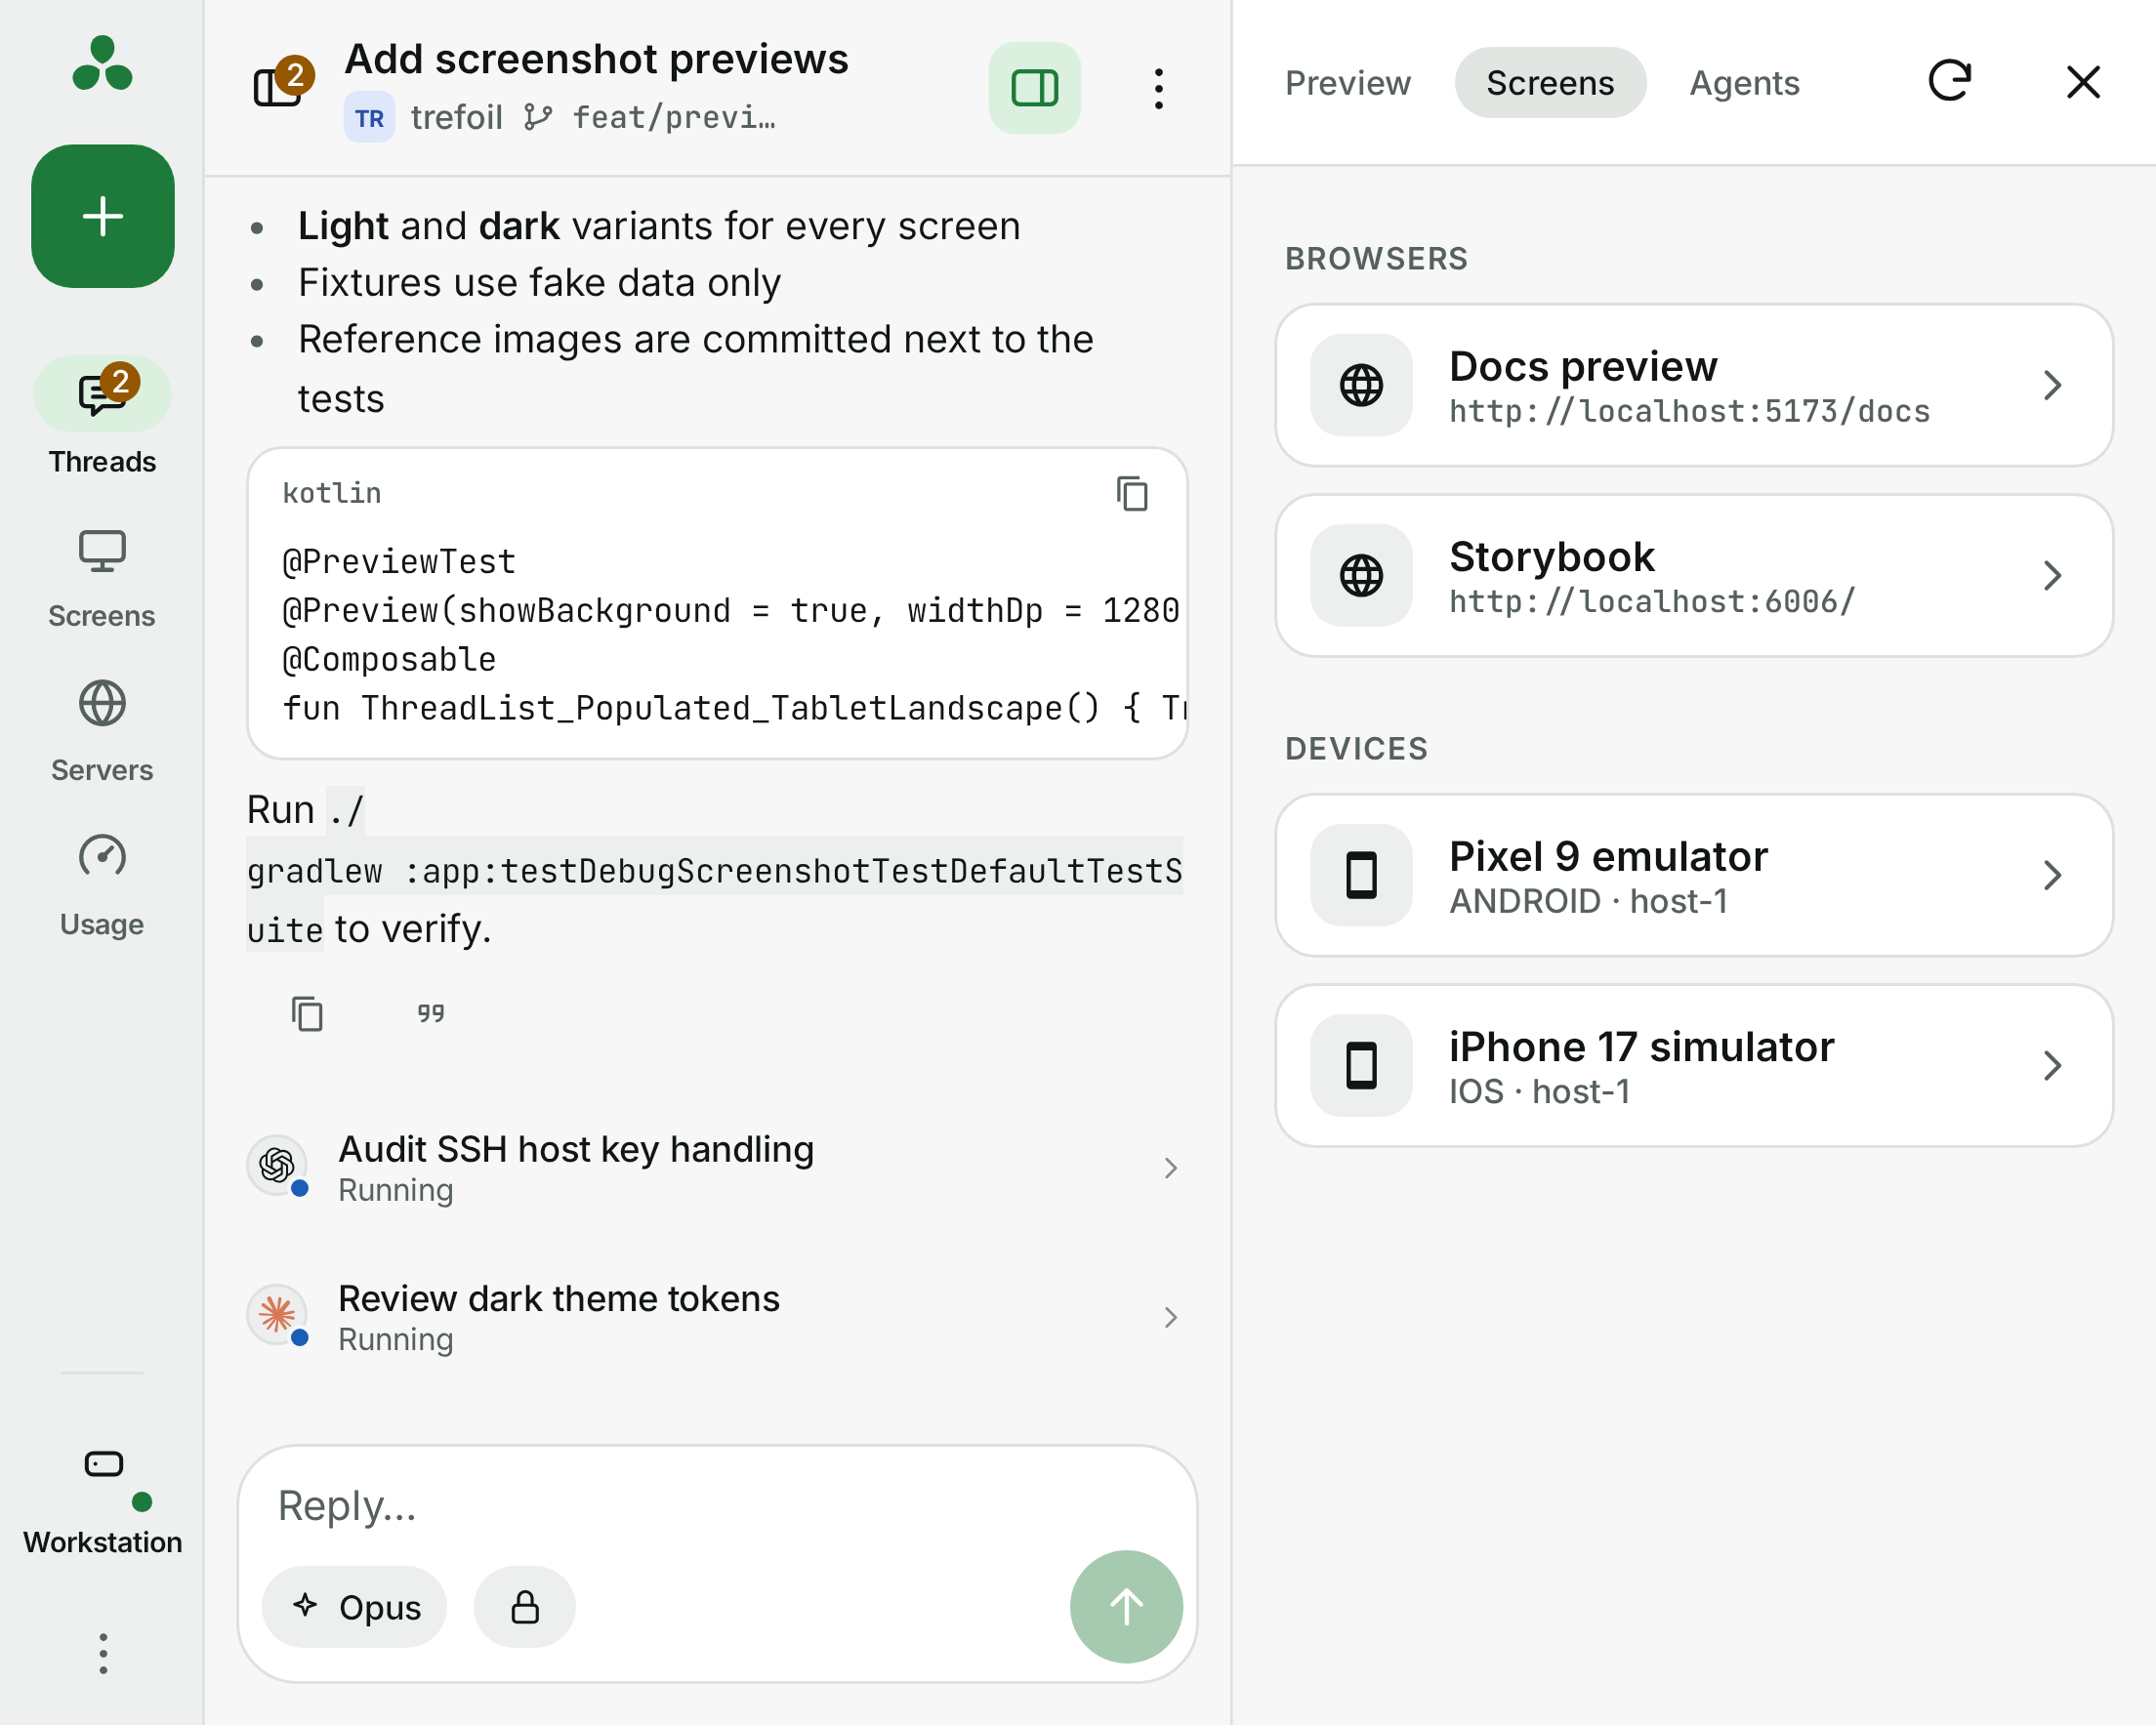 2
Threads
Screens
Servers
Usage
Workstation
2
Add screenshot previews
TR trefoil feat/previ…
• Light and dark variants for every screen
• Fixtures use fake data only
• Reference images are committed next to the
tests
kotlin
@PreviewTest
@Preview(showBackground = true, widthDp = 1280
@Composable
fun ThreadList_Populated_TabletLandscape() { Tr
Run ./
gradlew :app:testDebugScreenshotTestDefaultTestS
uite to verify.
Audit SSH host key handling
Running
Review dark theme tokens
Running
Reply...
Opus
Preview Screens Agents
BROWSERS
Docs preview
http://localhost:5173/docs
Storybook
http://localhost:6006/
DEVICES
Pixel 9 emulator
ANDROID · host-1
iPhone 17 simulator
IOS · host-1